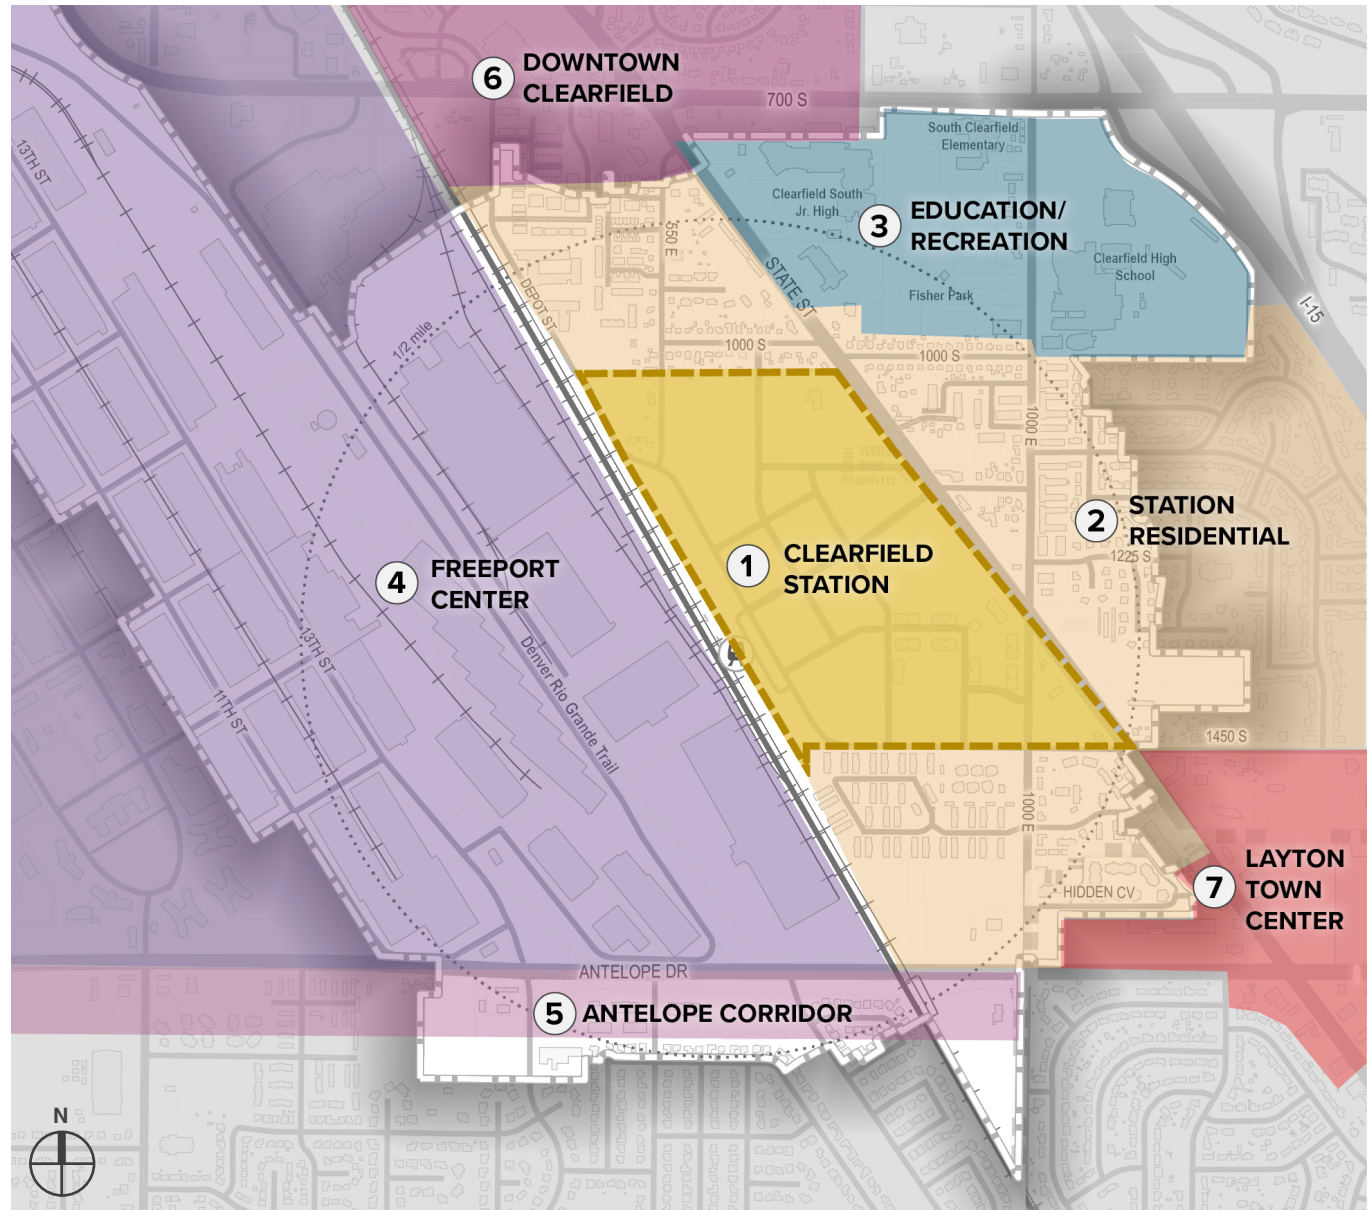 6
DOWNTOWN
CLEARFIELD
700 S
13TH ST
South Clearfield
Elementary
Clearfield South
Jr. High
3
EDUCATION/
RECREATION
550 E
STATE ST
Clearfield High
School
Fisher Park
DEPOT ST
I-15
1/2 mile
1000 S
1000 S
1000 E
2
STATION
RESIDENTIAL
1225 S
1
CLEARFIELD
STATION
4
FREEPORT
CENTER
13TH ST
11TH ST
Denver Rio Grande Trail
1450 S
1000 E
7
LAYTON
TOWN
CENTER
HIDDEN CV
ANTELOPE DR
5
ANTELOPE CORRIDOR
N